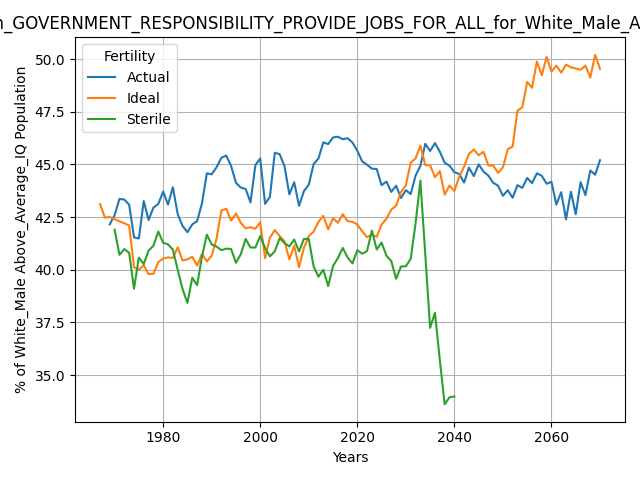 n_GOVERNMENT_RESPONSIBILITY_PROVIDE_JOBS_FOR_ALL_for_White_Male_A
Fertility
Actual
Ideal
Sterile
% of White_Male Above_Average_IQ Population
50.0
47.5
45.0
42.5
40.0
37.5
35.0
1980 2000 2020 2040 2060
Years